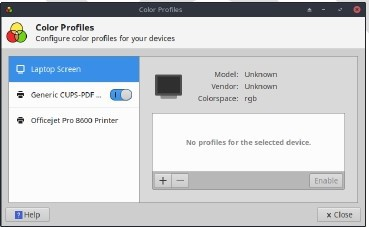 Color Profiles
Color Profiles
Configure color profiles for your devices
Laptop Screen
Generic CUPS-PDF ...
Officejet Pro 8600 Printer
Model: Unknown
Vendor: Unknown
Colorspace: rgb
No profiles for the selected device.
+ −
Enable
? Help
× Close